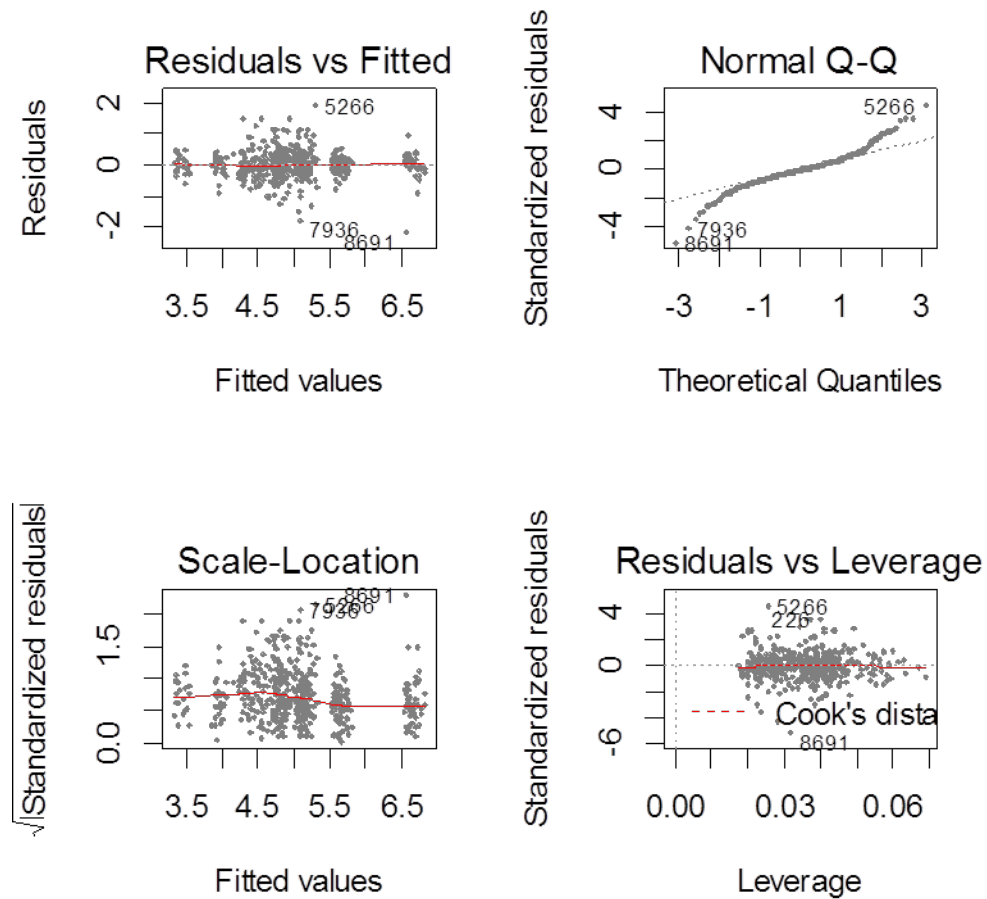 Residuals vs Fitted
Residuals
2
0
-2
5266
7936
8691
3.5 4.5 5.5 6.5
Fitted values
Normal Q-Q
Standardized residuals
4
0
-4
5266
7936
8691
-3 -1 1 3
Theoretical Quantiles
Scale-Location
√|Standardized residuals|
1.5
0.0
8691
5266
7936
3.5 4.5 5.5 6.5
Fitted values
Residuals vs Leverage
Standardized residuals
4
0
-6
5266
226
Cook's dista
8691
0.00 0.03 0.06
Leverage